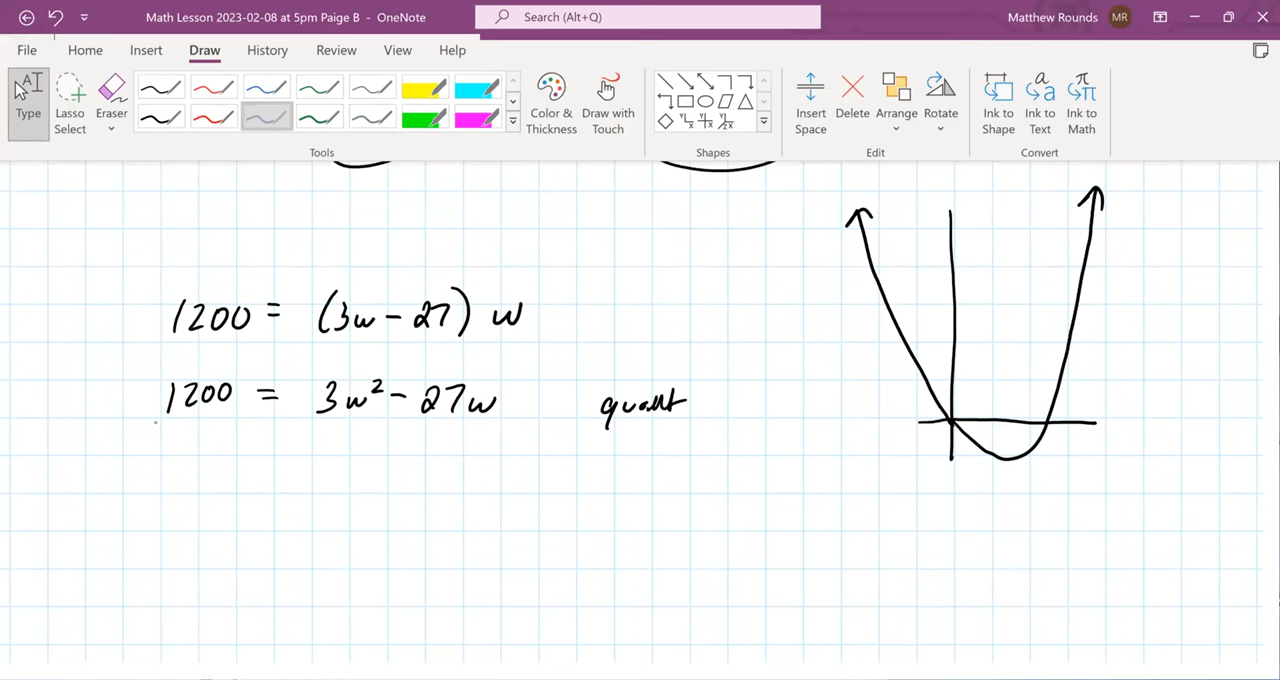 Math Lesson 2023-02-08 at 5pm Paige B - OneNote
Search (Alt+Q)
Matthew Rounds
MR
File Home Insert Draw History Review View Help
Type
Lasso Select
Eraser
Color & Thickness
Draw with Touch
Insert Space
Delete
Arrange
Rotate
Ink to Shape
Ink to Text
Ink to Math
Tools
Shapes
Edit
Convert
1200 = (3w - 27) w
1200 = 3w² - 27w